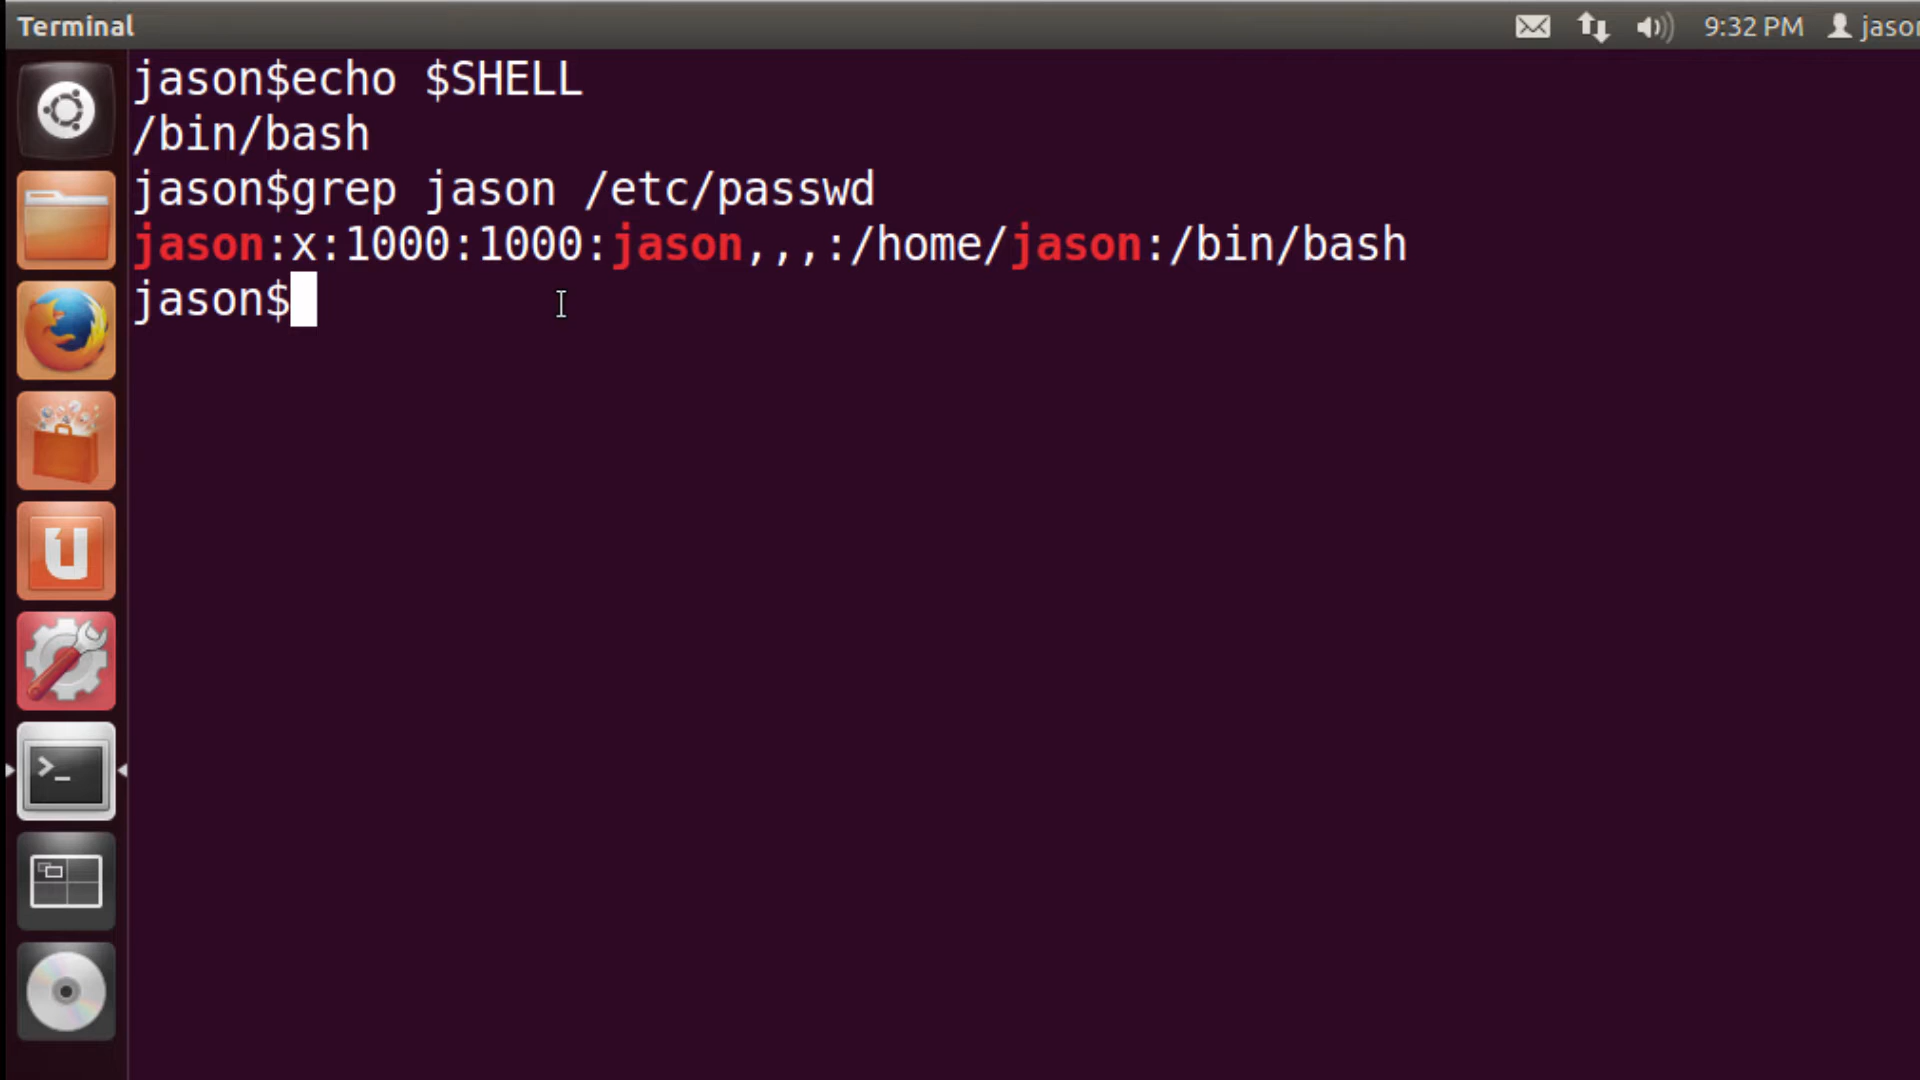 Terminal
9:32 PM
jason$echo $SHELL
/bin/bash
jason$grep jason /etc/passwd
jason:x:1000:1000:jason,,,:/home/jason:/bin/bash
jason$